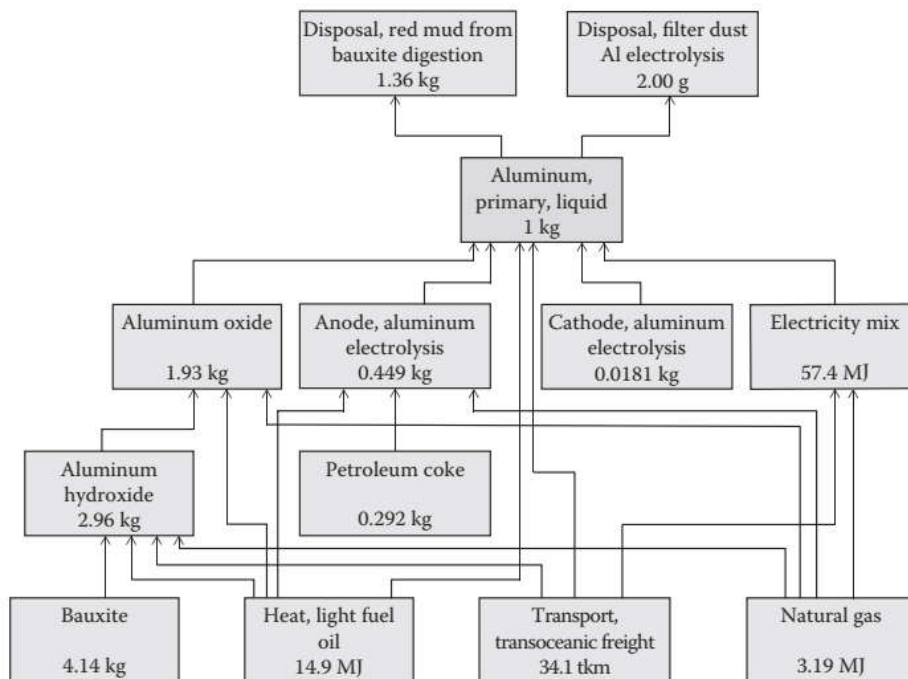 Disposal, red mud from
bauxite digestion
1.36 kg
Disposal, filter dust
Al electrolysis
2.00 g
Aluminum,
primary, liquid
1 kg
Aluminum oxide
1.93 kg
Anode, aluminum
electrolysis
0.449 kg
Cathode, aluminum
electrolysis
0.0181 kg
Electricity mix
57.4 MJ
Aluminum
hydroxide
2.96 kg
Petroleum coke
0.292 kg
Bauxite
4.14 kg
Heat, light fuel
oil
14.9 MJ
Transport,
transoceanic freight
34.1 tkm
Natural gas
3.19 MJ